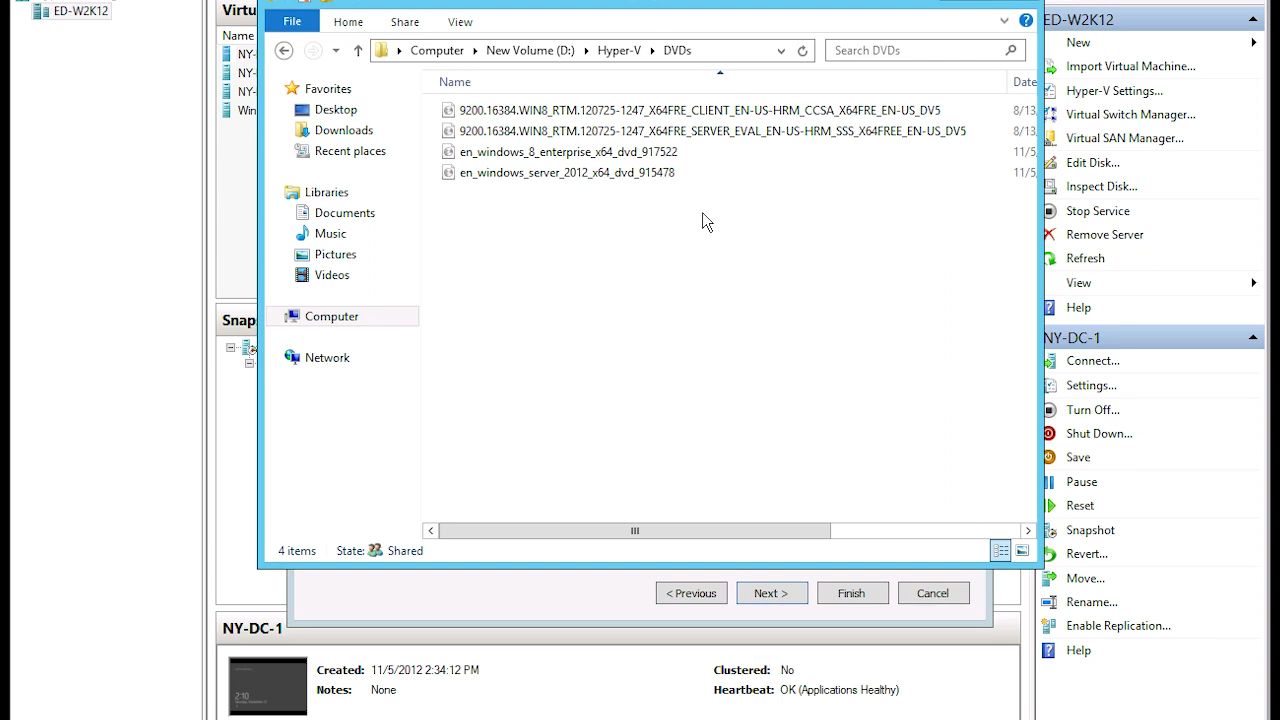 ED-W2K12
Virtu
Name
NY-
NY-
NY-
Win
Snap
File
Home
Share
View
Computer
New Volume (D:)
Hyper-V
DVDs
Search DVDs
Favorites
Desktop
Downloads
Recent places
Libraries
Documents
Music
Pictures
Videos
Computer
Network
Name
Date
9200.16384.WIN8_RTM.120725-1247_X64FRE_CLIENT_EN-US-HRM_CCSA_X64FRE_EN-US_DV5
8/13,
9200.16384.WIN8_RTM.120725-1247_X64FRE_SERVER_EVAL_EN-US-HRM_SSS_X64FREE_EN-US_DV5
8/13,
en_windows_8_enterprise_x64_dvd_917522
11/5,
en_windows_server_2012_x64_dvd_915478
11/5,
4 items
State:
Shared
< Previous
Next >
Finish
Cancel
NY-DC-1
2:10
Created:
11/5/2012 2:34:12 PM
Notes:
None
Clustered:
No
Heartbeat:
OK (Applications Healthy)
ED-W2K12
New
Import Virtual Machine...
Hyper-V Settings...
Virtual Switch Manager...
Virtual SAN Manager...
Edit Disk...
Inspect Disk...
Stop Service
Remove Server
Refresh
View
Help
NY-DC-1
Connect...
Settings...
Turn Off...
Shut Down...
Save
Pause
Reset
Snapshot
Revert...
Move...
Rename...
Enable Replication...
Help